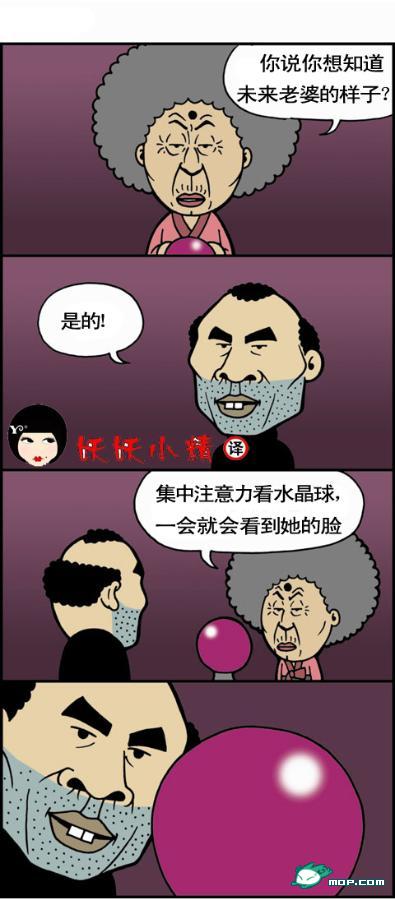 你说你想知道
未来老婆的样子?
是的!
妖妖小精 译
集中注意力看水晶球,
一会就会看到她的脸
mop.com